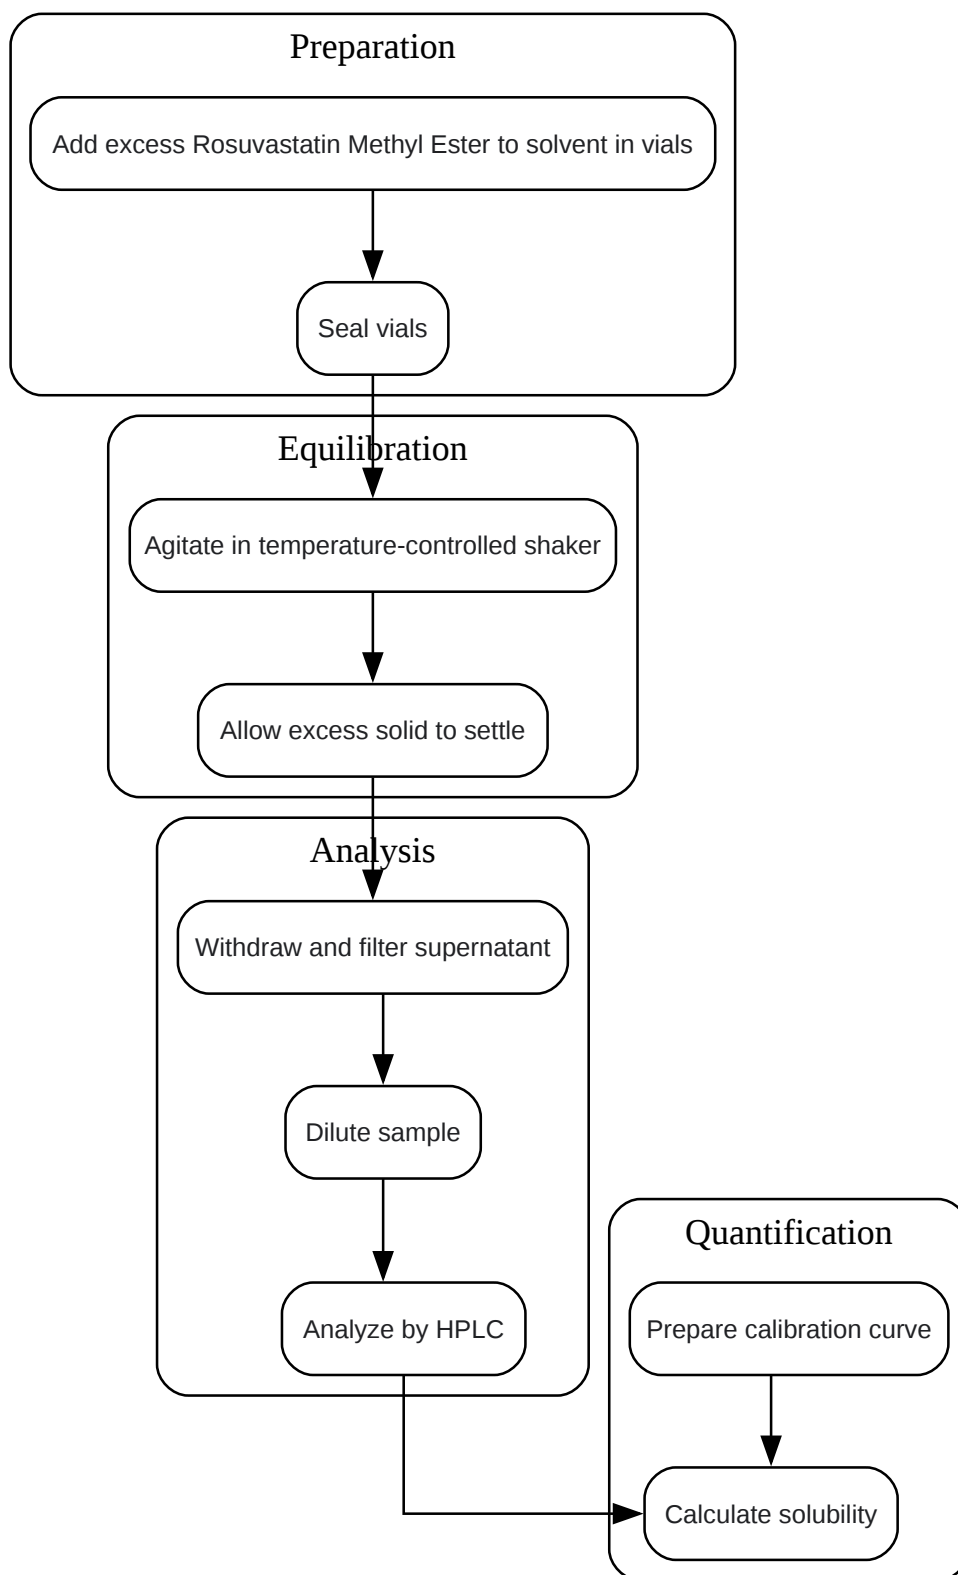 Preparation
Add excess Rosuvastatin Methyl Ester to solvent in vials
Seal vials
Equilibration
Agitate in temperature-controlled shaker
Allow excess solid to settle
Analysis
Withdraw and filter supernatant
Dilute sample
Analyze by HPLC
Quantification
Prepare calibration curve
Calculate solubility